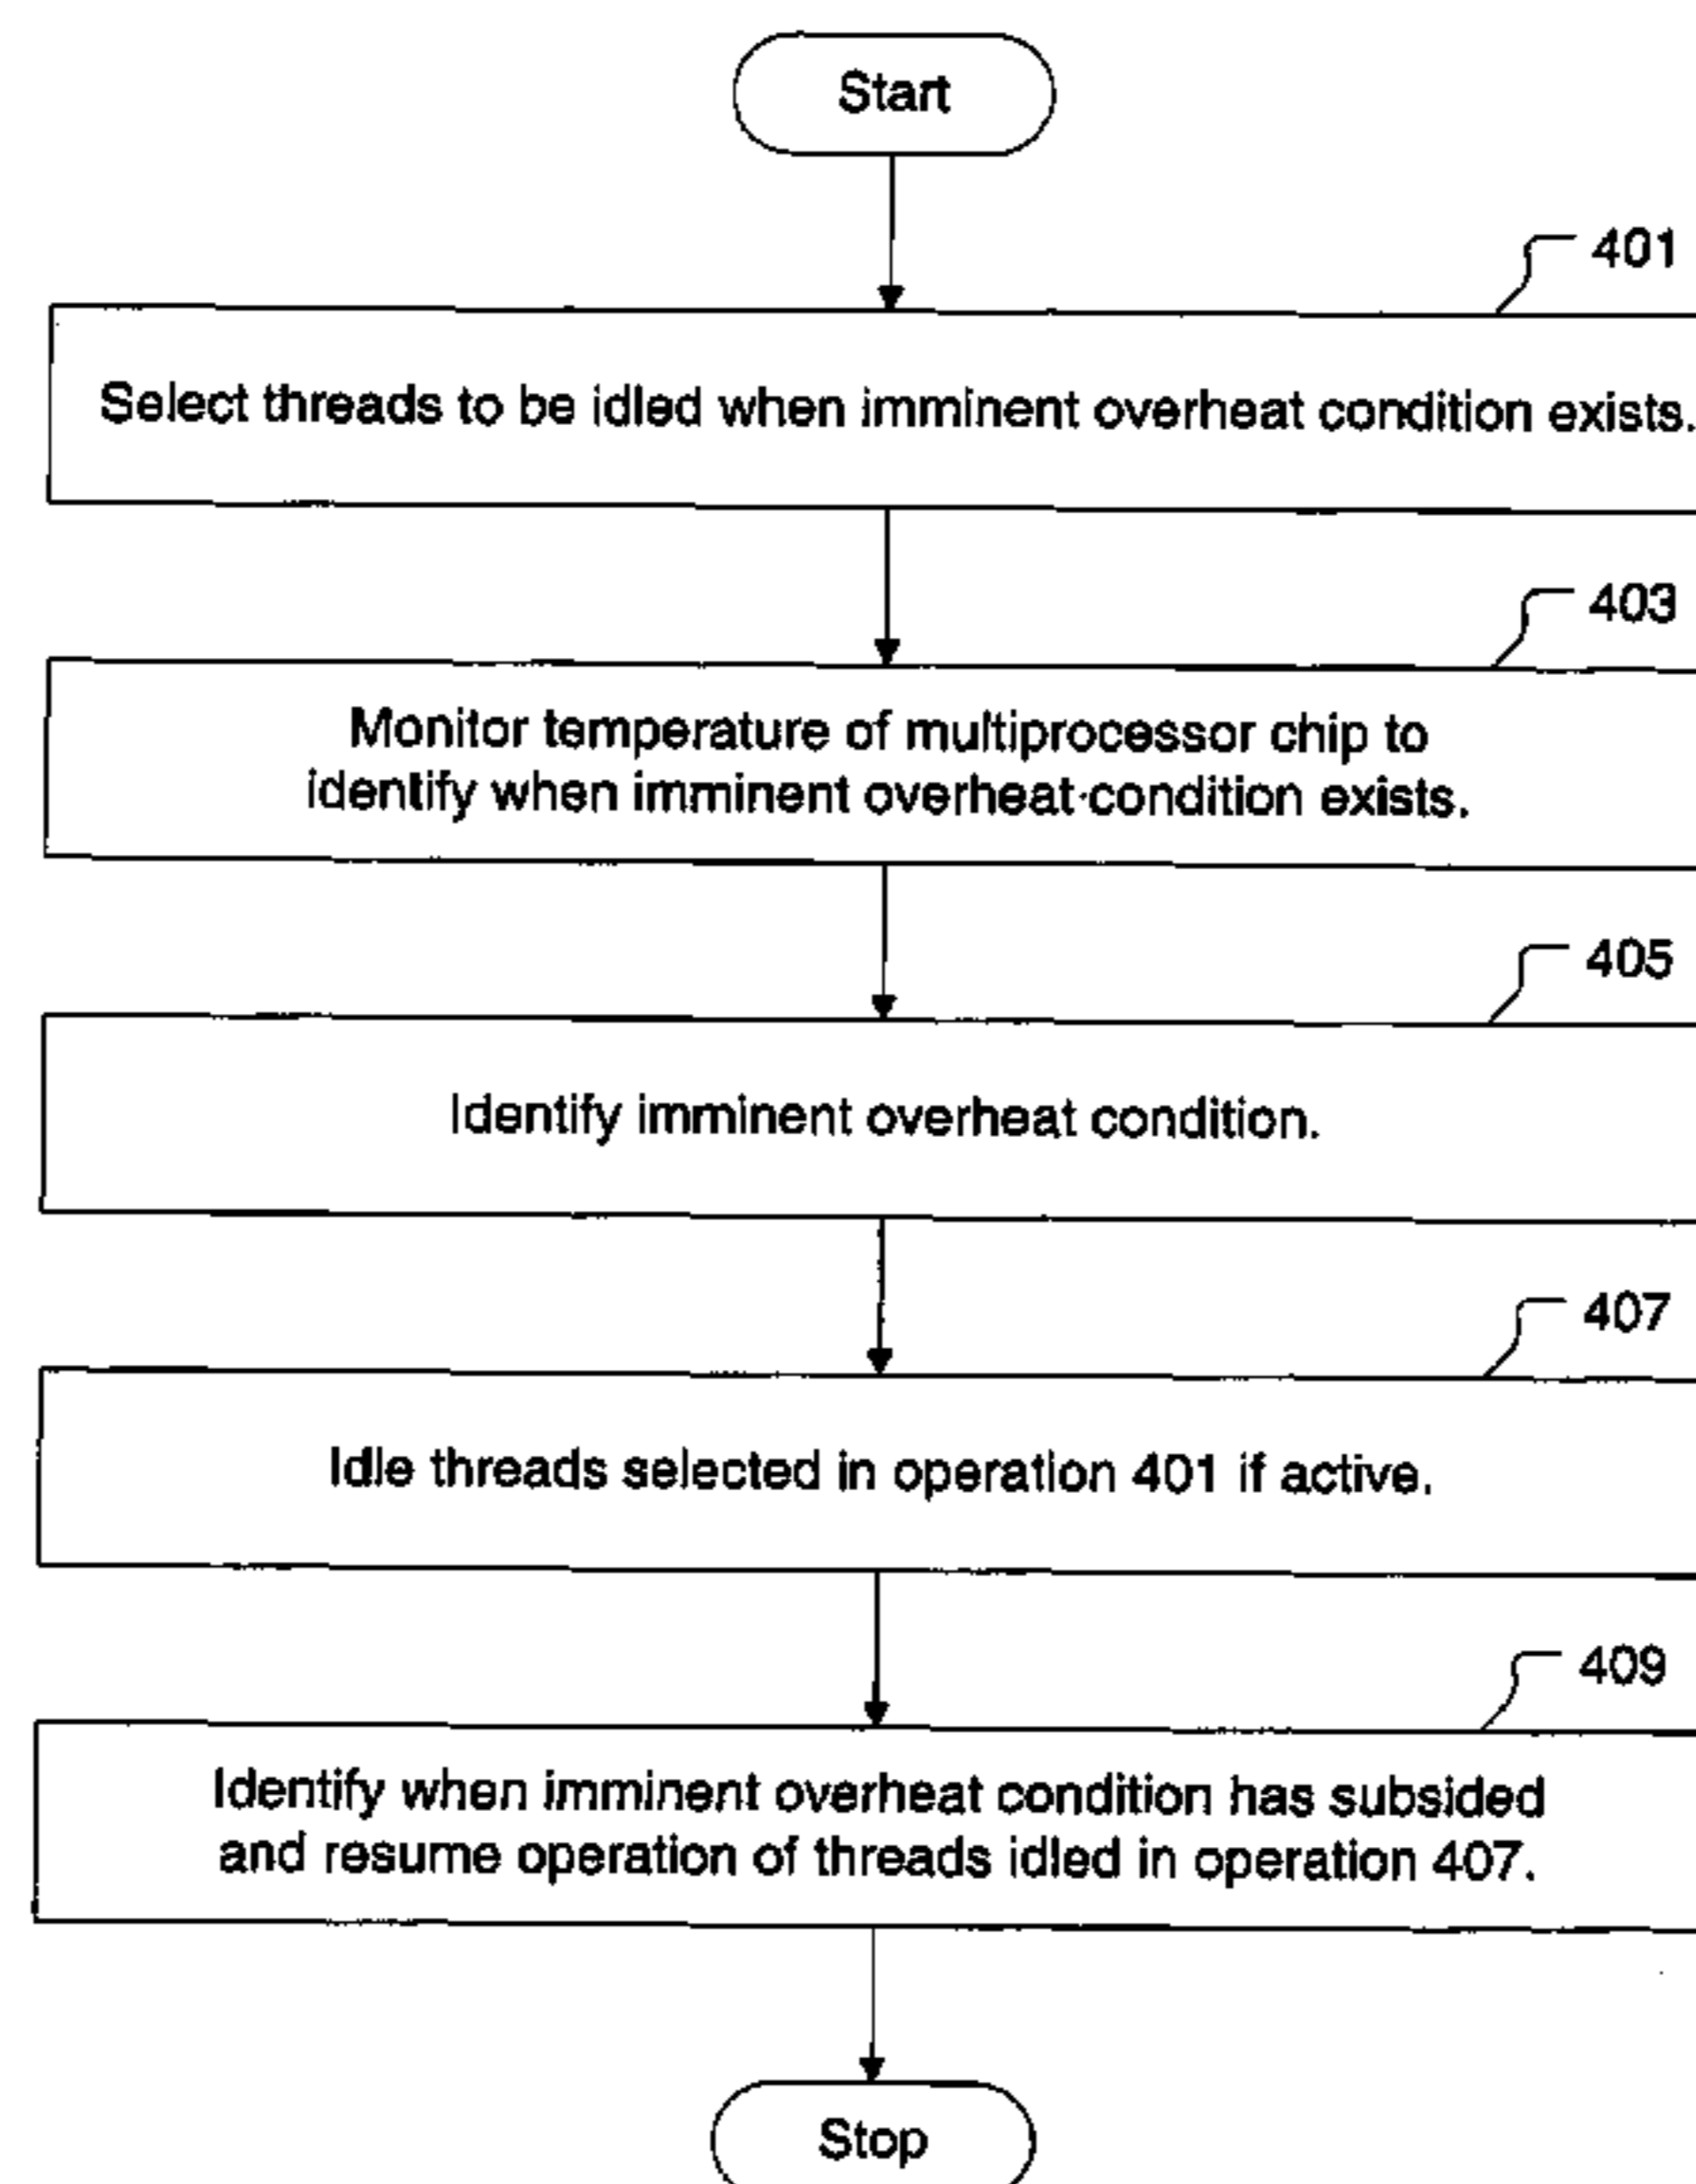 Start
401
Select threads to be idled when imminent overheat condition exists.
403
Monitor temperature of multiprocessor chip to
identify when imminent overheat condition exists.
405
Identify imminent overheat condition.
407
Idle threads selected in operation 401 if active.
409
Identify when imminent overheat condition has subsided
and resume operation of threads idled in operation 407.
Stop